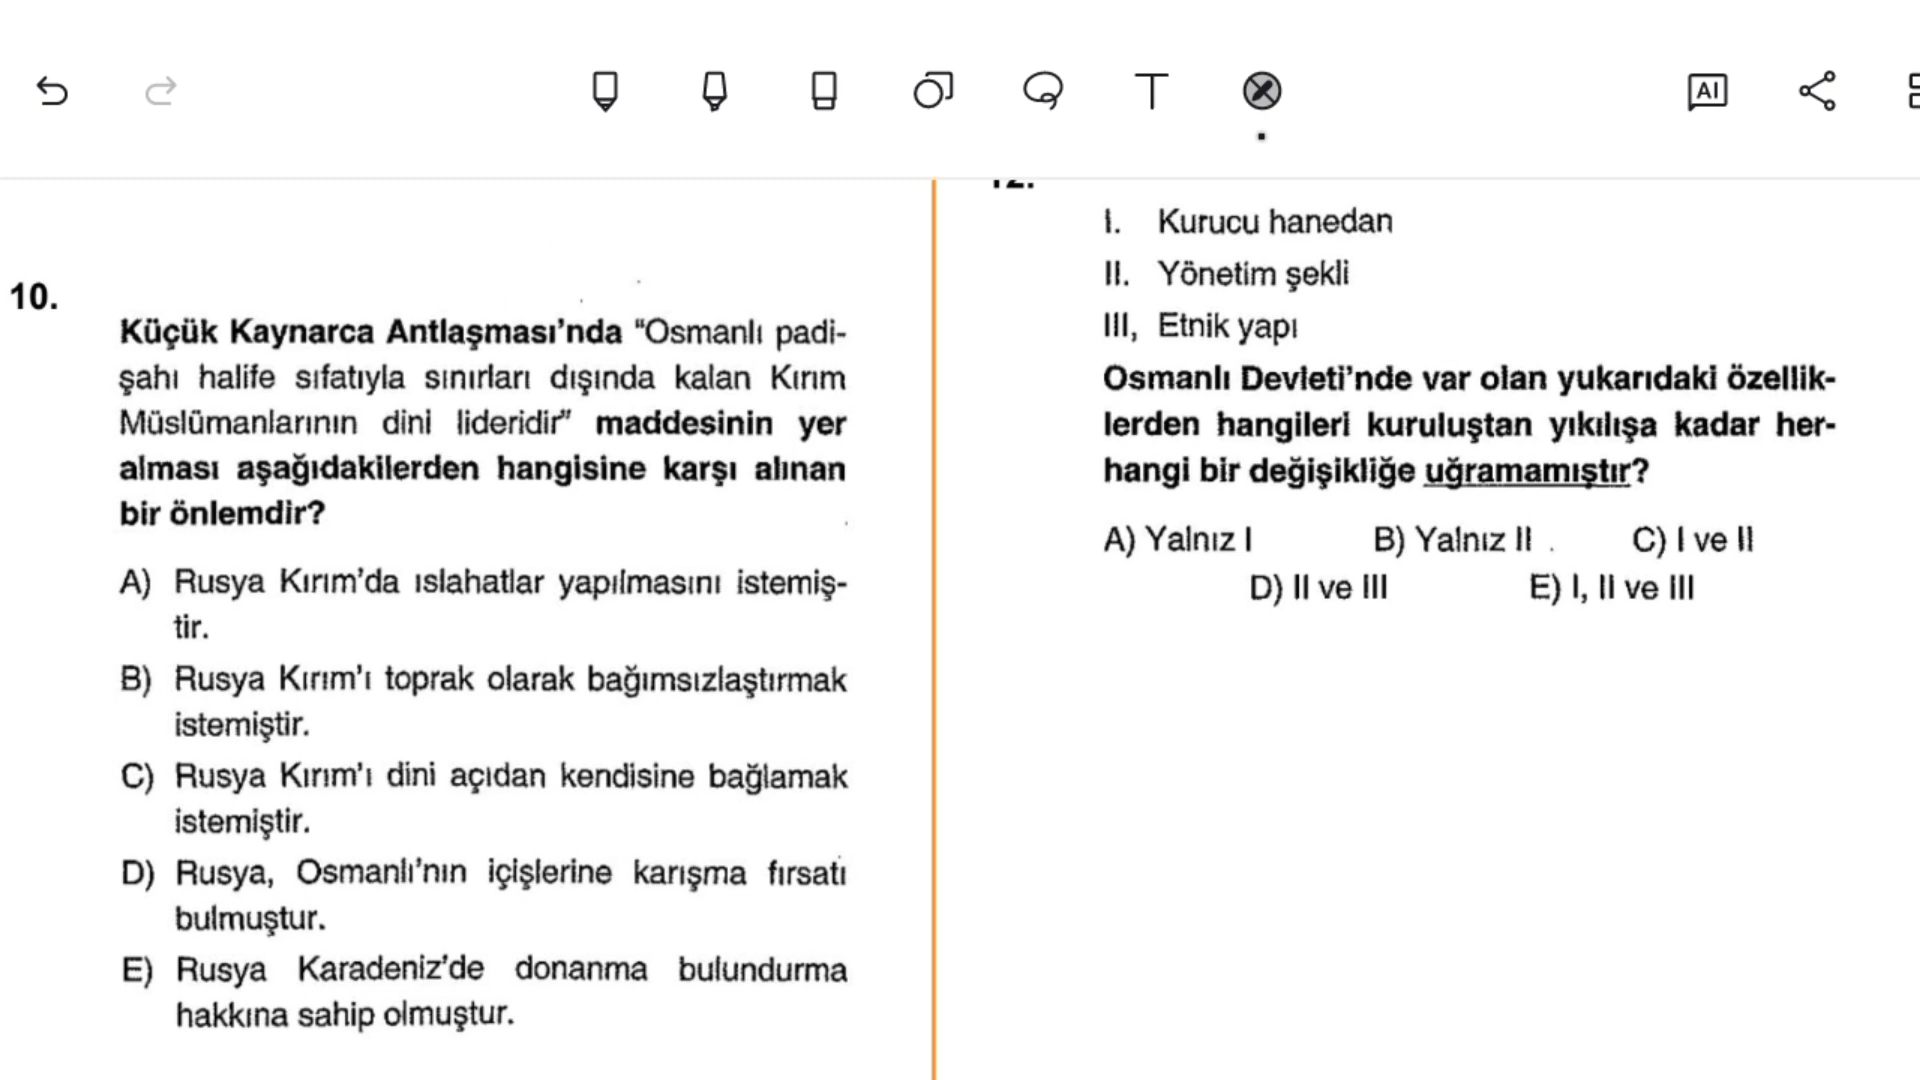 AI
10.
Küçük Kaynarca Antlaşması'nda "Osmanlı padi-
şahı halife sıfatıyla sınırları dışında kalan Kırım
Müslümanlarının dini lideridir" maddesinin yer
alması aşağıdakilerden hangisine karşı alınan
bir önlemdir?
A) Rusya Kırım'da ıslahatlar yapılmasını istemiş-
tir.
B) Rusya Kırım'ı toprak olarak bağımsızlaştırmak
istemiştir.
C) Rusya Kırım'ı dini açıdan kendisine bağlamak
istemiştir.
D) Rusya, Osmanlı'nın içişlerine karışma fırsatı
bulmuştur.
E) Rusya Karadeniz'de donanma bulundurma
hakkına sahip olmuştur.
12.
I. Kurucu hanedan
II. Yönetim şekli
III, Etnik yapı
Osmanlı Devleti'nde var olan yukarıdaki özellik-
lerden hangileri kuruluştan yıkılışa kadar her-
hangi bir değişikliğe uğramamıştır?
A) Yalnız I B) Yalnız II . C) I ve II
D) II ve III E) I, II ve III